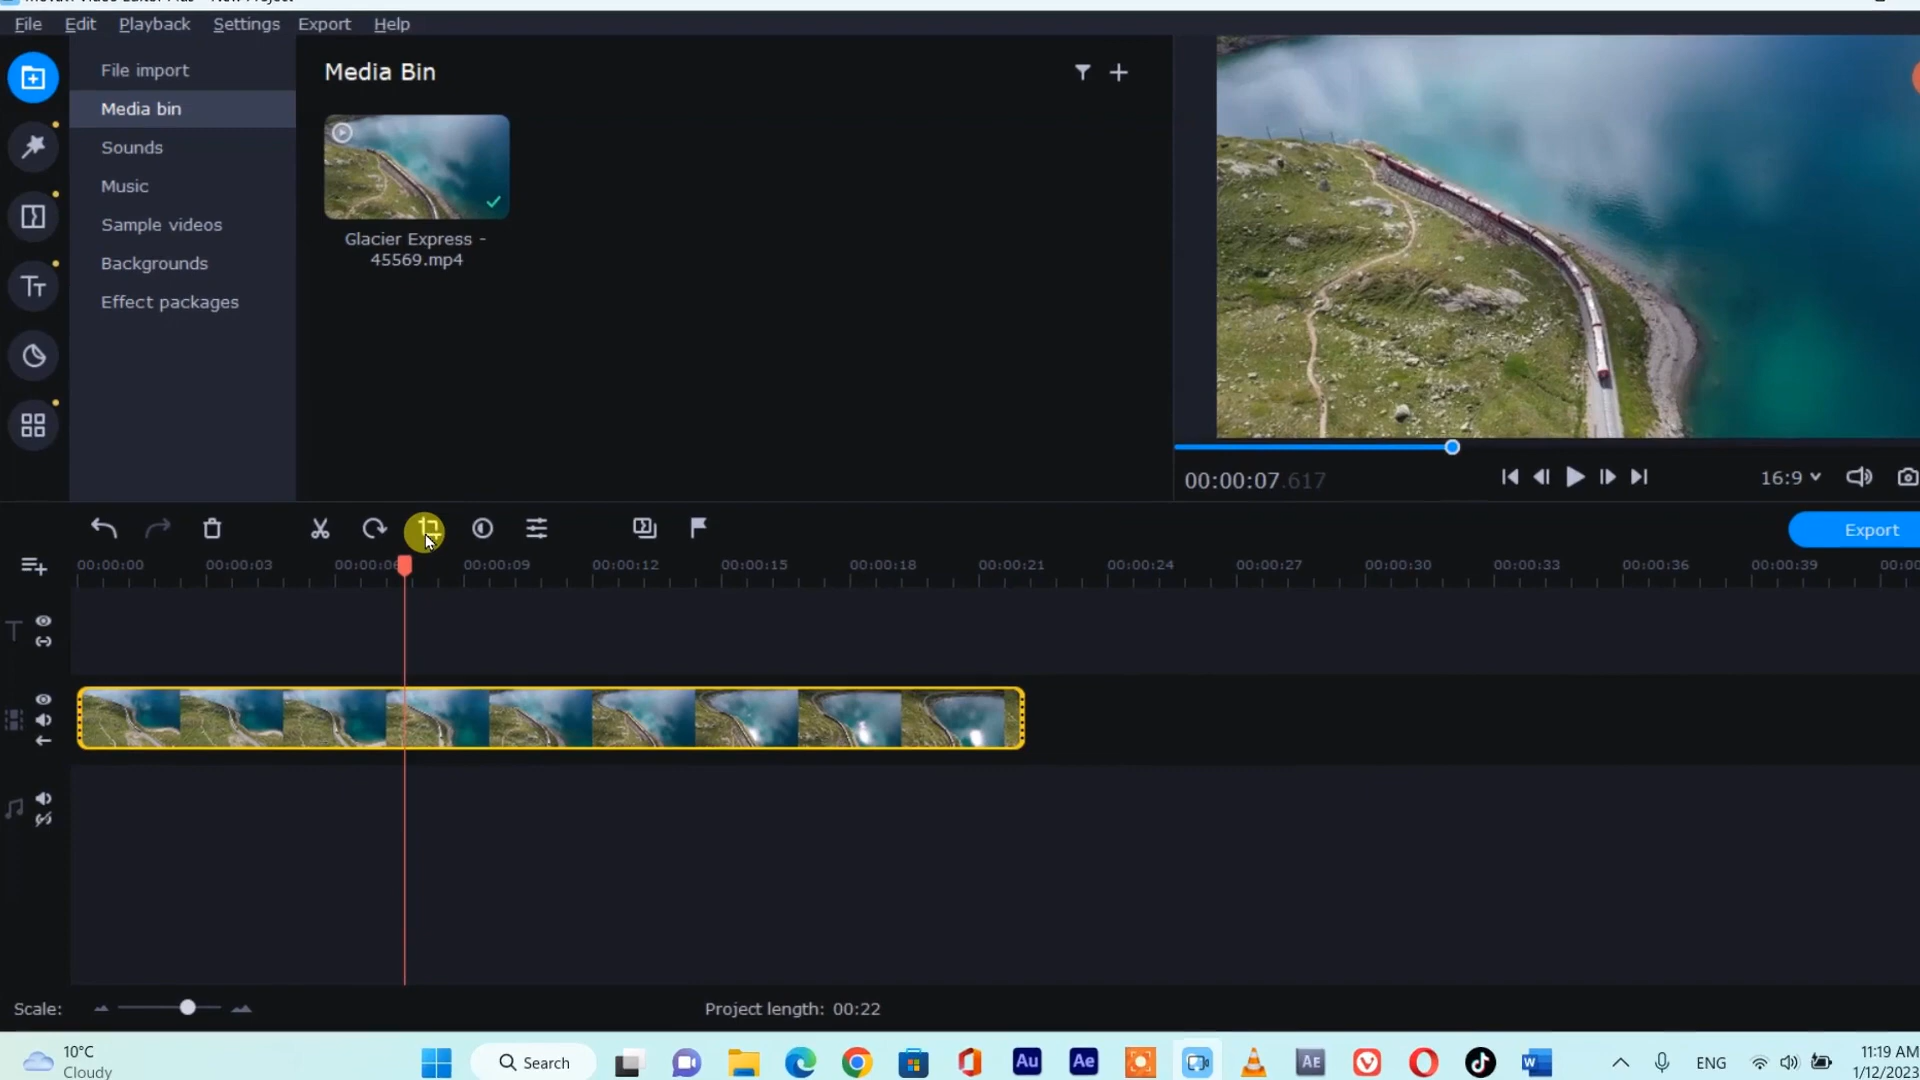 File Edit Playback Settings Export Help
File import
Media bin
Sounds
Music
Sample videos
Backgrounds
Effect packages
Media Bin
Glacier Express -
45569.mp4
00:00:07.617
16:9
Export
00:00:00 00:00:03 00:00:09 00:00:12 00:00:15 00:00:18 00:00:21 00:00:24 00:00:27 00:00:30 00:00:33 00:00:36 00:00:39
Scale:
Project length: 00:22
10°C
Cloudy
Search
Au
Ae
AE
ENG
11:19 AM
1/12/2023